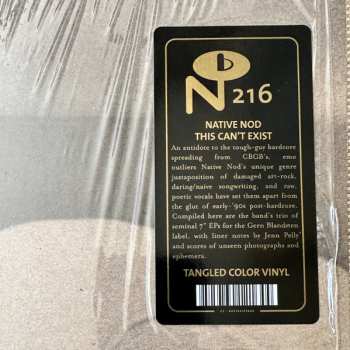 N 216
NATIVE NOD
THIS CAN'T EXIST
An antidote to the tough-guy hardcore
spreading from CBGB's, emo
outliers Native Nod's unique genre
juxtaposition of damaged art-rock,
daring/naive songwriting, and raw,
poetic vocals have set them apart from
the glut of early-'90s post-hardcore.
Compiled here are the band's trio of
seminal 7" EPs for the Gern Blandsten
label, with liner notes by Jenn Pelly
and scores of unseen photographs and
ephemera.
TANGLED COLOR VINYL